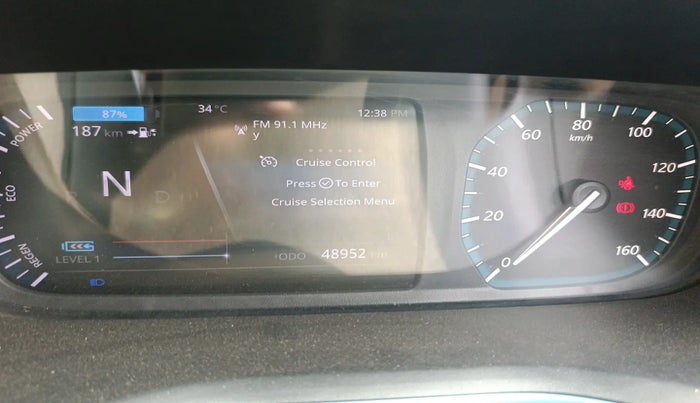 POWER
ECO
REGEN
87%
187 km
34 °C
12:38 PM
FM 91.1 MHz
y
Cruise Control
Press To Enter
Cruise Selection Menu
N
D
LEVEL 1
ODO 48952 km
0
20
40
60
80
100
120
140
160
km/h